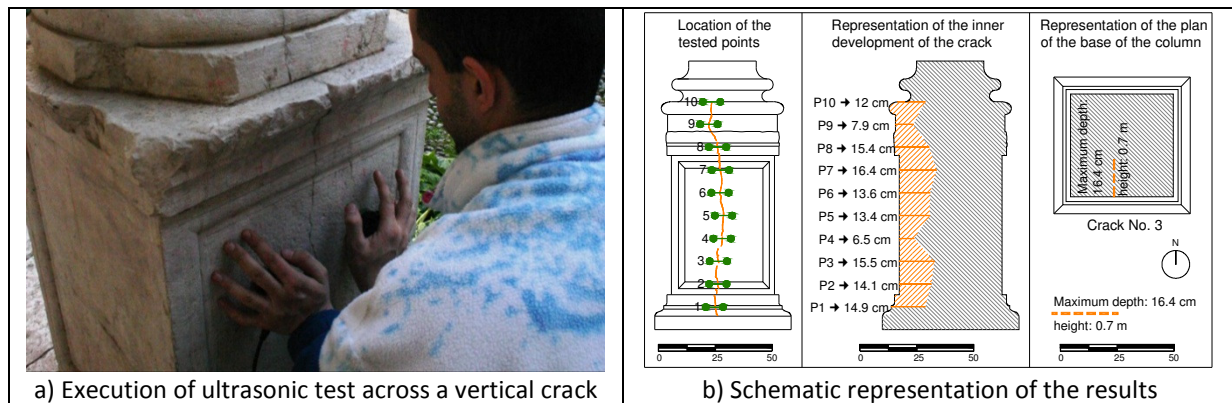 Location of the
tested points
10
9
8
7
6
5
4
3
2
1
0 25 50
Representation of the inner
development of the crack
P10 → 12 cm
P9 → 7.9 cm
P8 → 15.4 cm
P7 → 16.4 cm
P6 → 13.6 cm
P5 → 13.4 cm
P4 → 6.5 cm
P3 → 15.5 cm
P2 → 14.1 cm
P1 → 14.9 cm
0 25 50
Representation of the plan
of the base of the column
Maximum depth:
16.4 cm
height: 0.7 m
Crack No. 3
N
Maximum depth: 16.4 cm
height: 0.7 m
0 25 50
a) Execution of ultrasonic test across a vertical crack
b) Schematic representation of the results